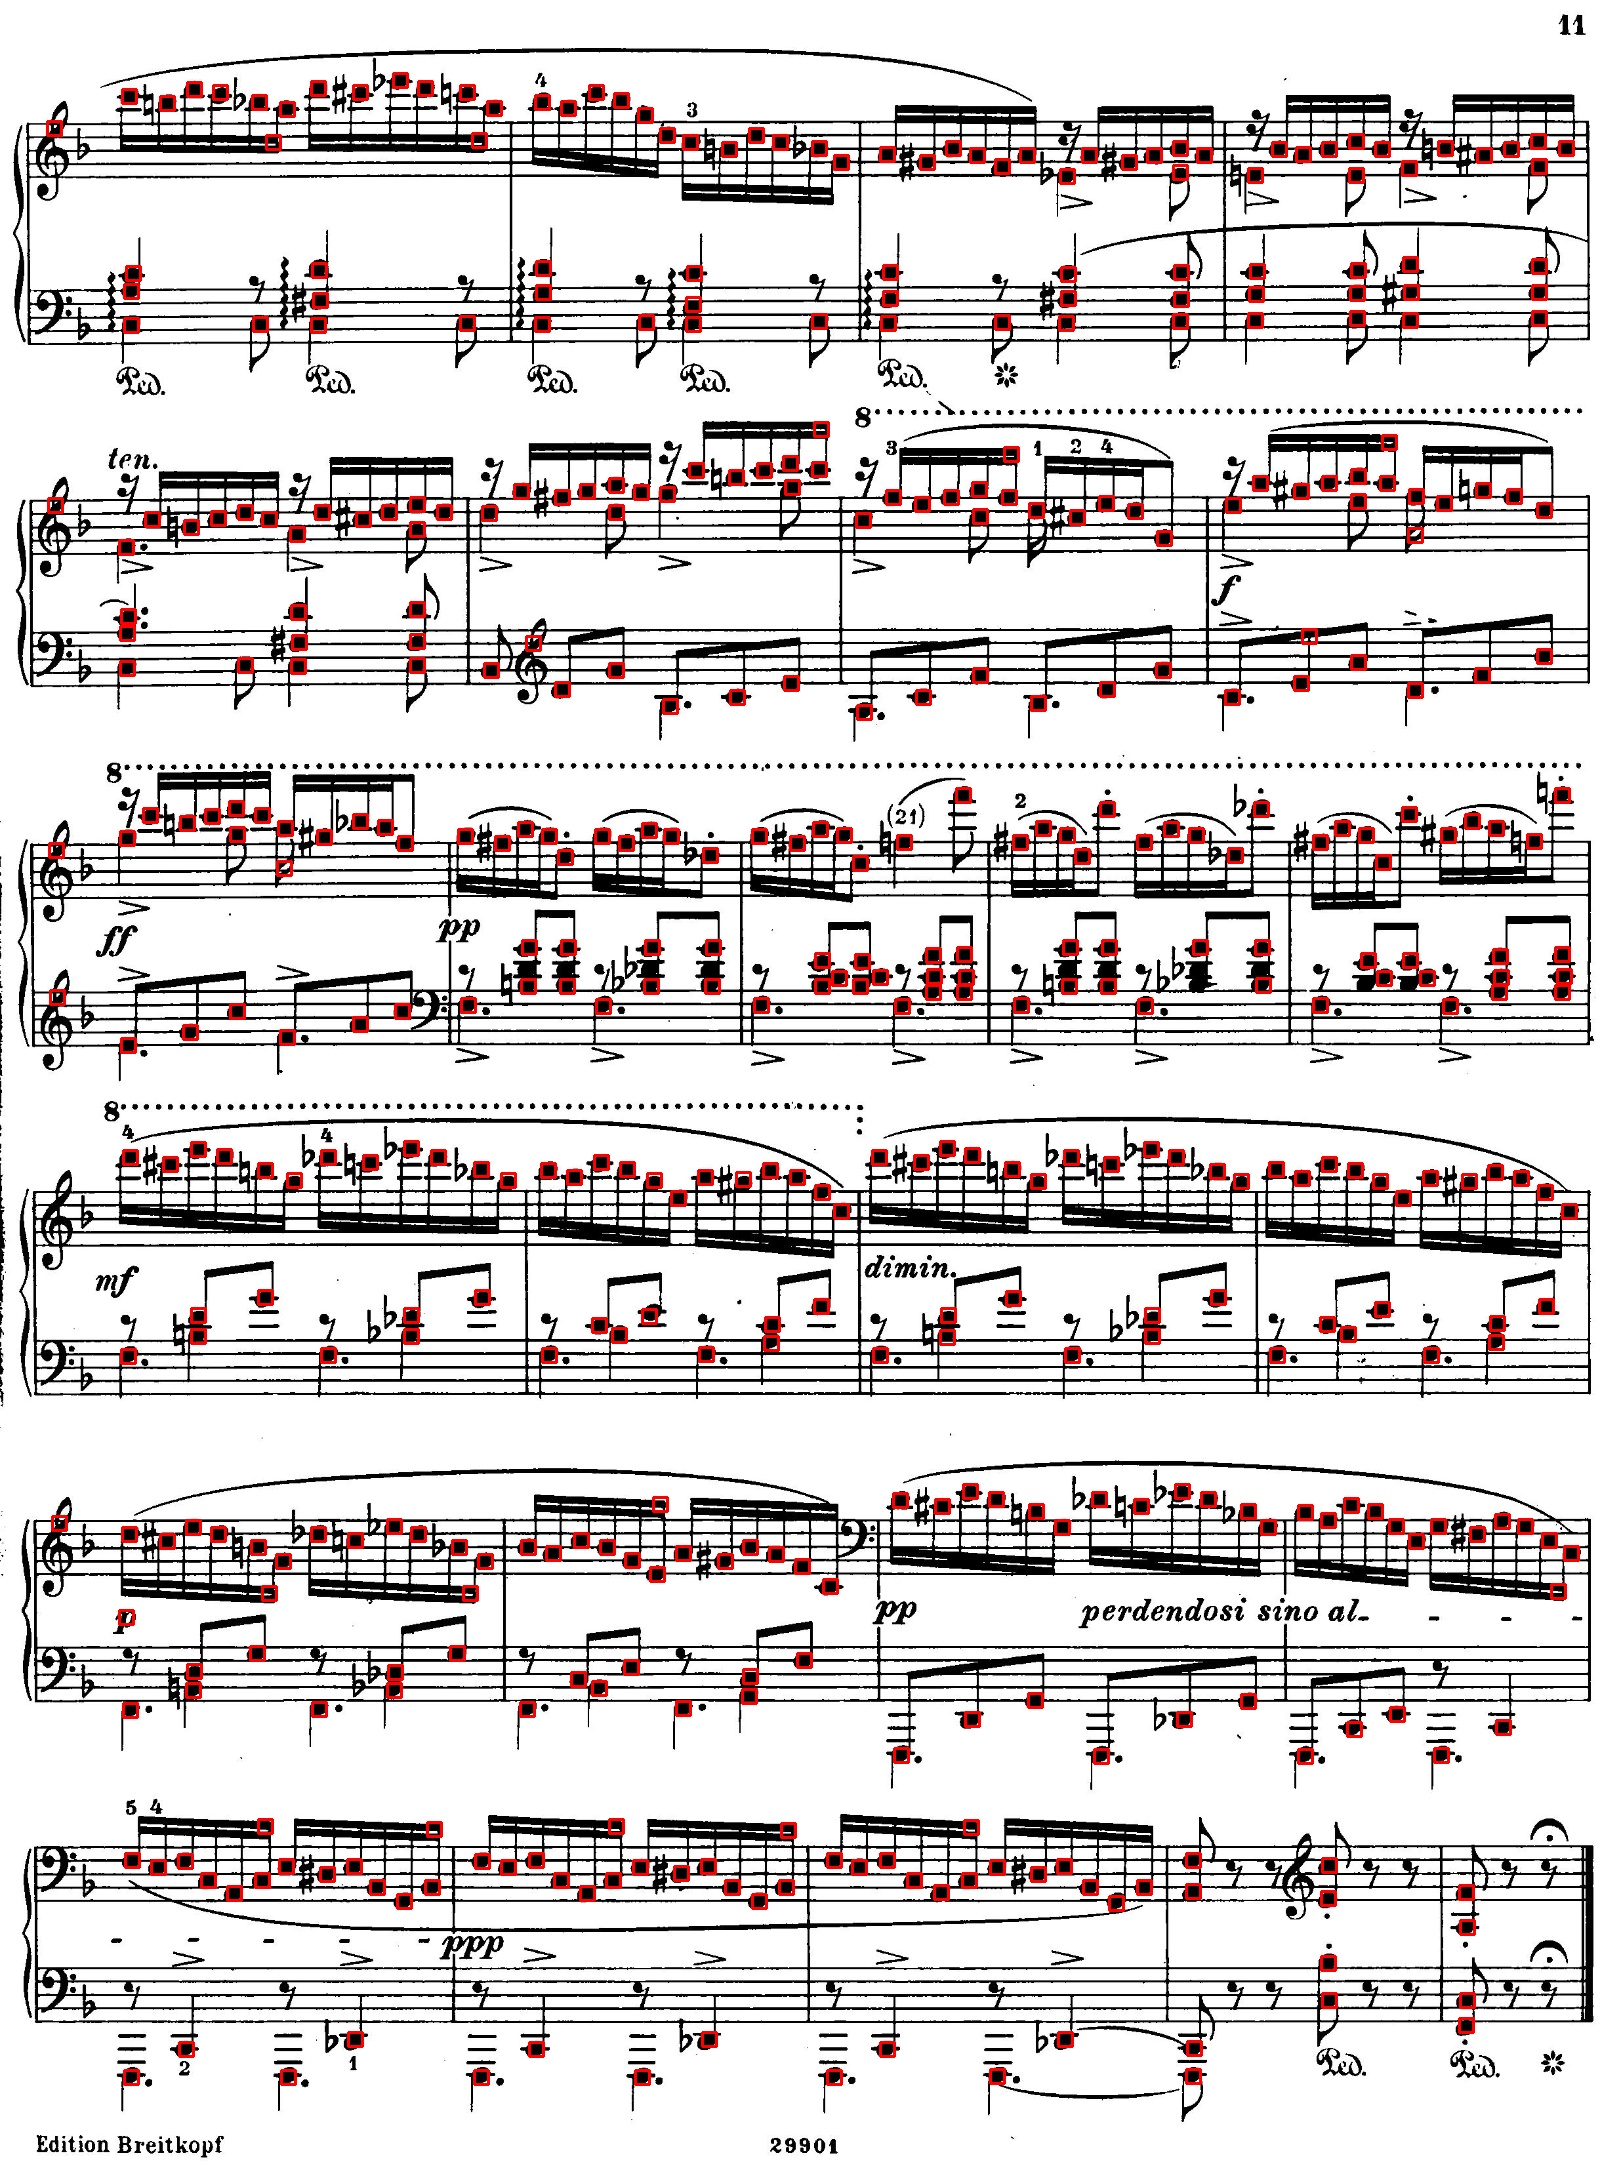 11
4 3
Ped. Ped. Ped. Ped. Ped.
8
ten. 3 1 2 4
f
8
(21) 2
ff pp
8
4 4
mf dimin.
p pp perdendosi sino al-
5 4
ppp
2 1
Ped. Ped.
Edition Breitkopf 29901